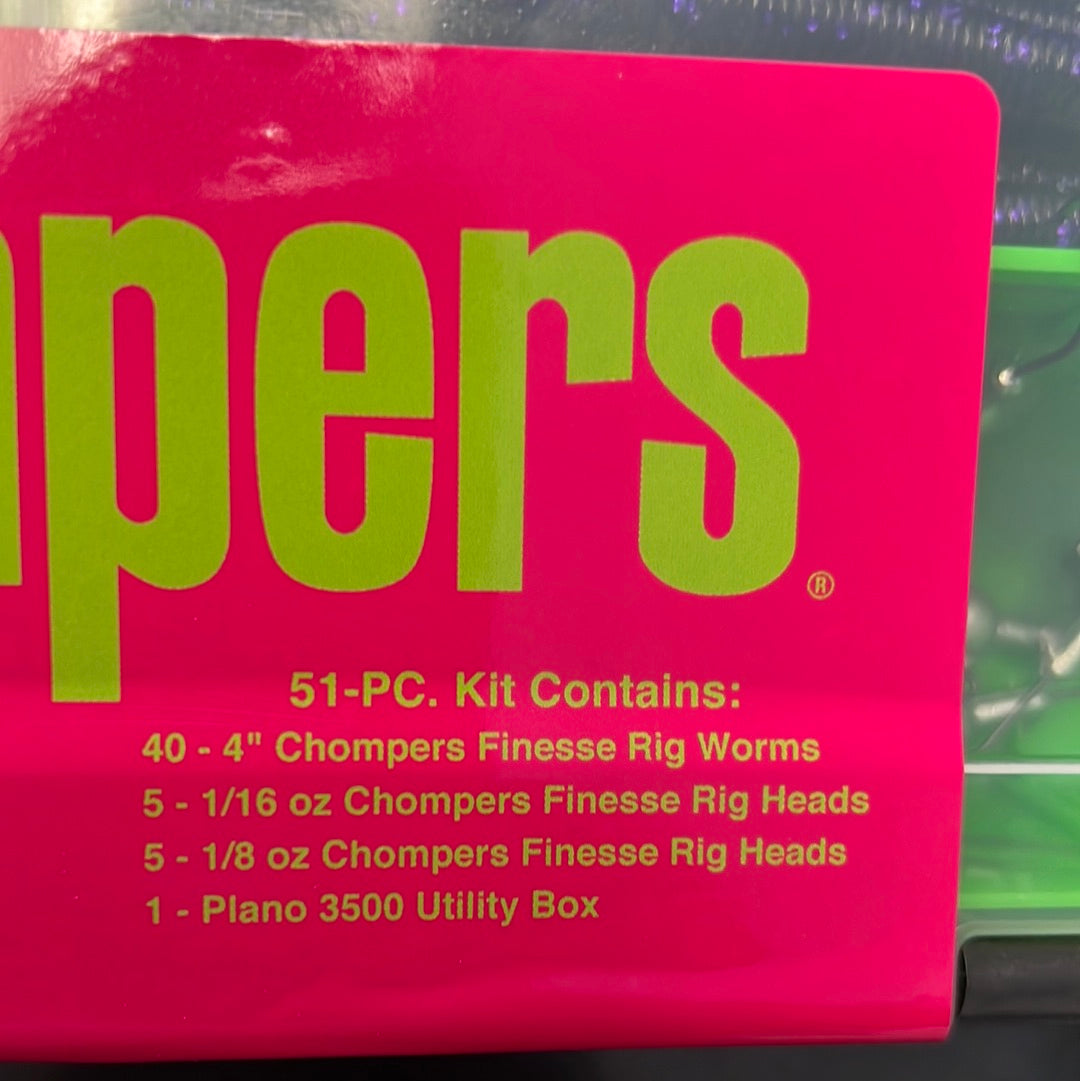 pers®
51-PC. Kit Contains:
40 - 4" Chompers Finesse Rig Worms
5 - 1/16 oz Chompers Finesse Rig Heads
5 - 1/8 oz Chompers Finesse Rig Heads
1 - Plano 3500 Utility Box